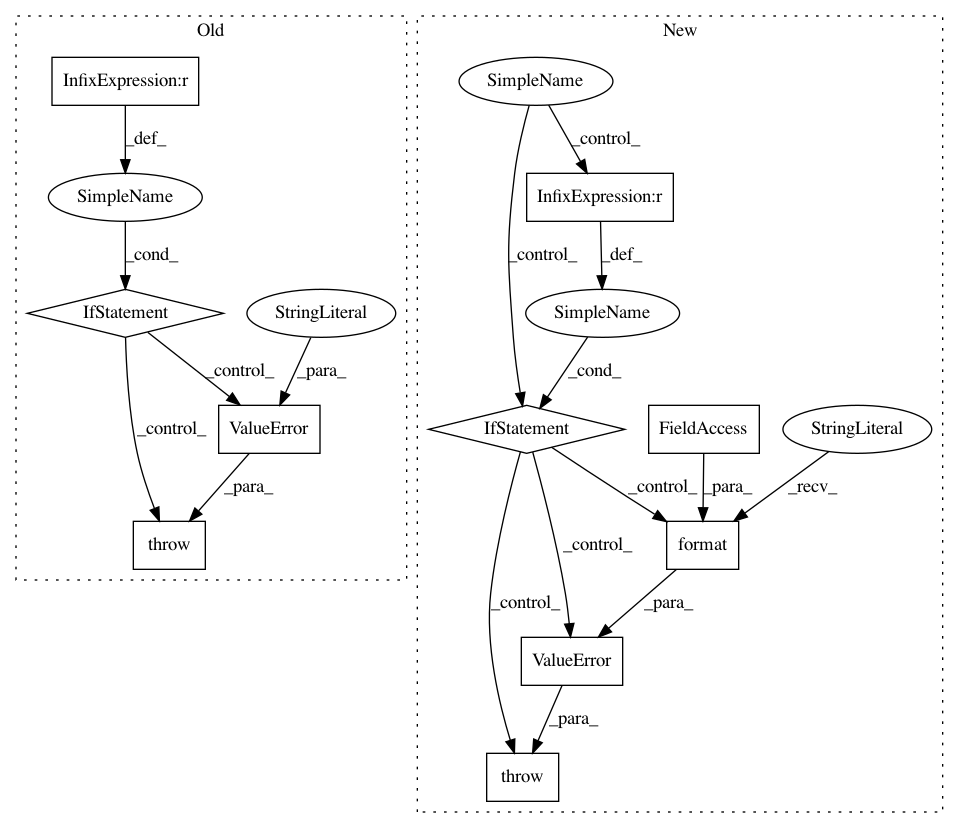 Old
InfixExpression:r
_def_
SimpleName
_cond_
IfStatement
StringLiteral
_control_
_para_
_control_
ValueError
_para_
throw
New
SimpleName
_control_
InfixExpression:r
_control_
_def_
SimpleName
_cond_
IfStatement
FieldAccess
StringLiteral
_control_
_para_
_recv_
_control_
format
_control_
_para_
ValueError
_para_
throw